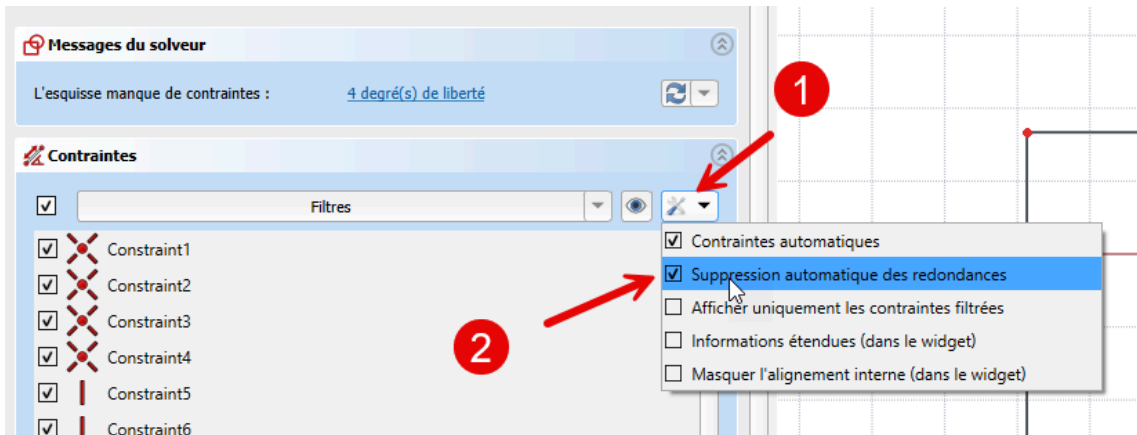 Messages du solveur
L'esquisse manque de contraintes : 4 degré(s) de liberté
1
Contraintes
Filtres
Constraint1
Contraintes automatiques
Constraint2
Suppression automatique des redondances
Constraint3
Afficher uniquement les contraintes filtrées
2
Constraint4
Informations étendues (dans le widget)
Constraint5
Masquer l'alignement interne (dans le widget)
Constraint6